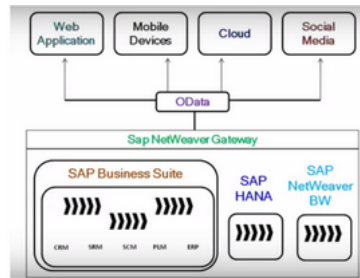 Web
Application
Mobile
Devices
Cloud
Social
Media
OData
Sap NetWeaver Gateway
SAP Business Suite
CRM SRM SCM PLM ERP
SAP
HANA
SAP
NetWeaver
BW